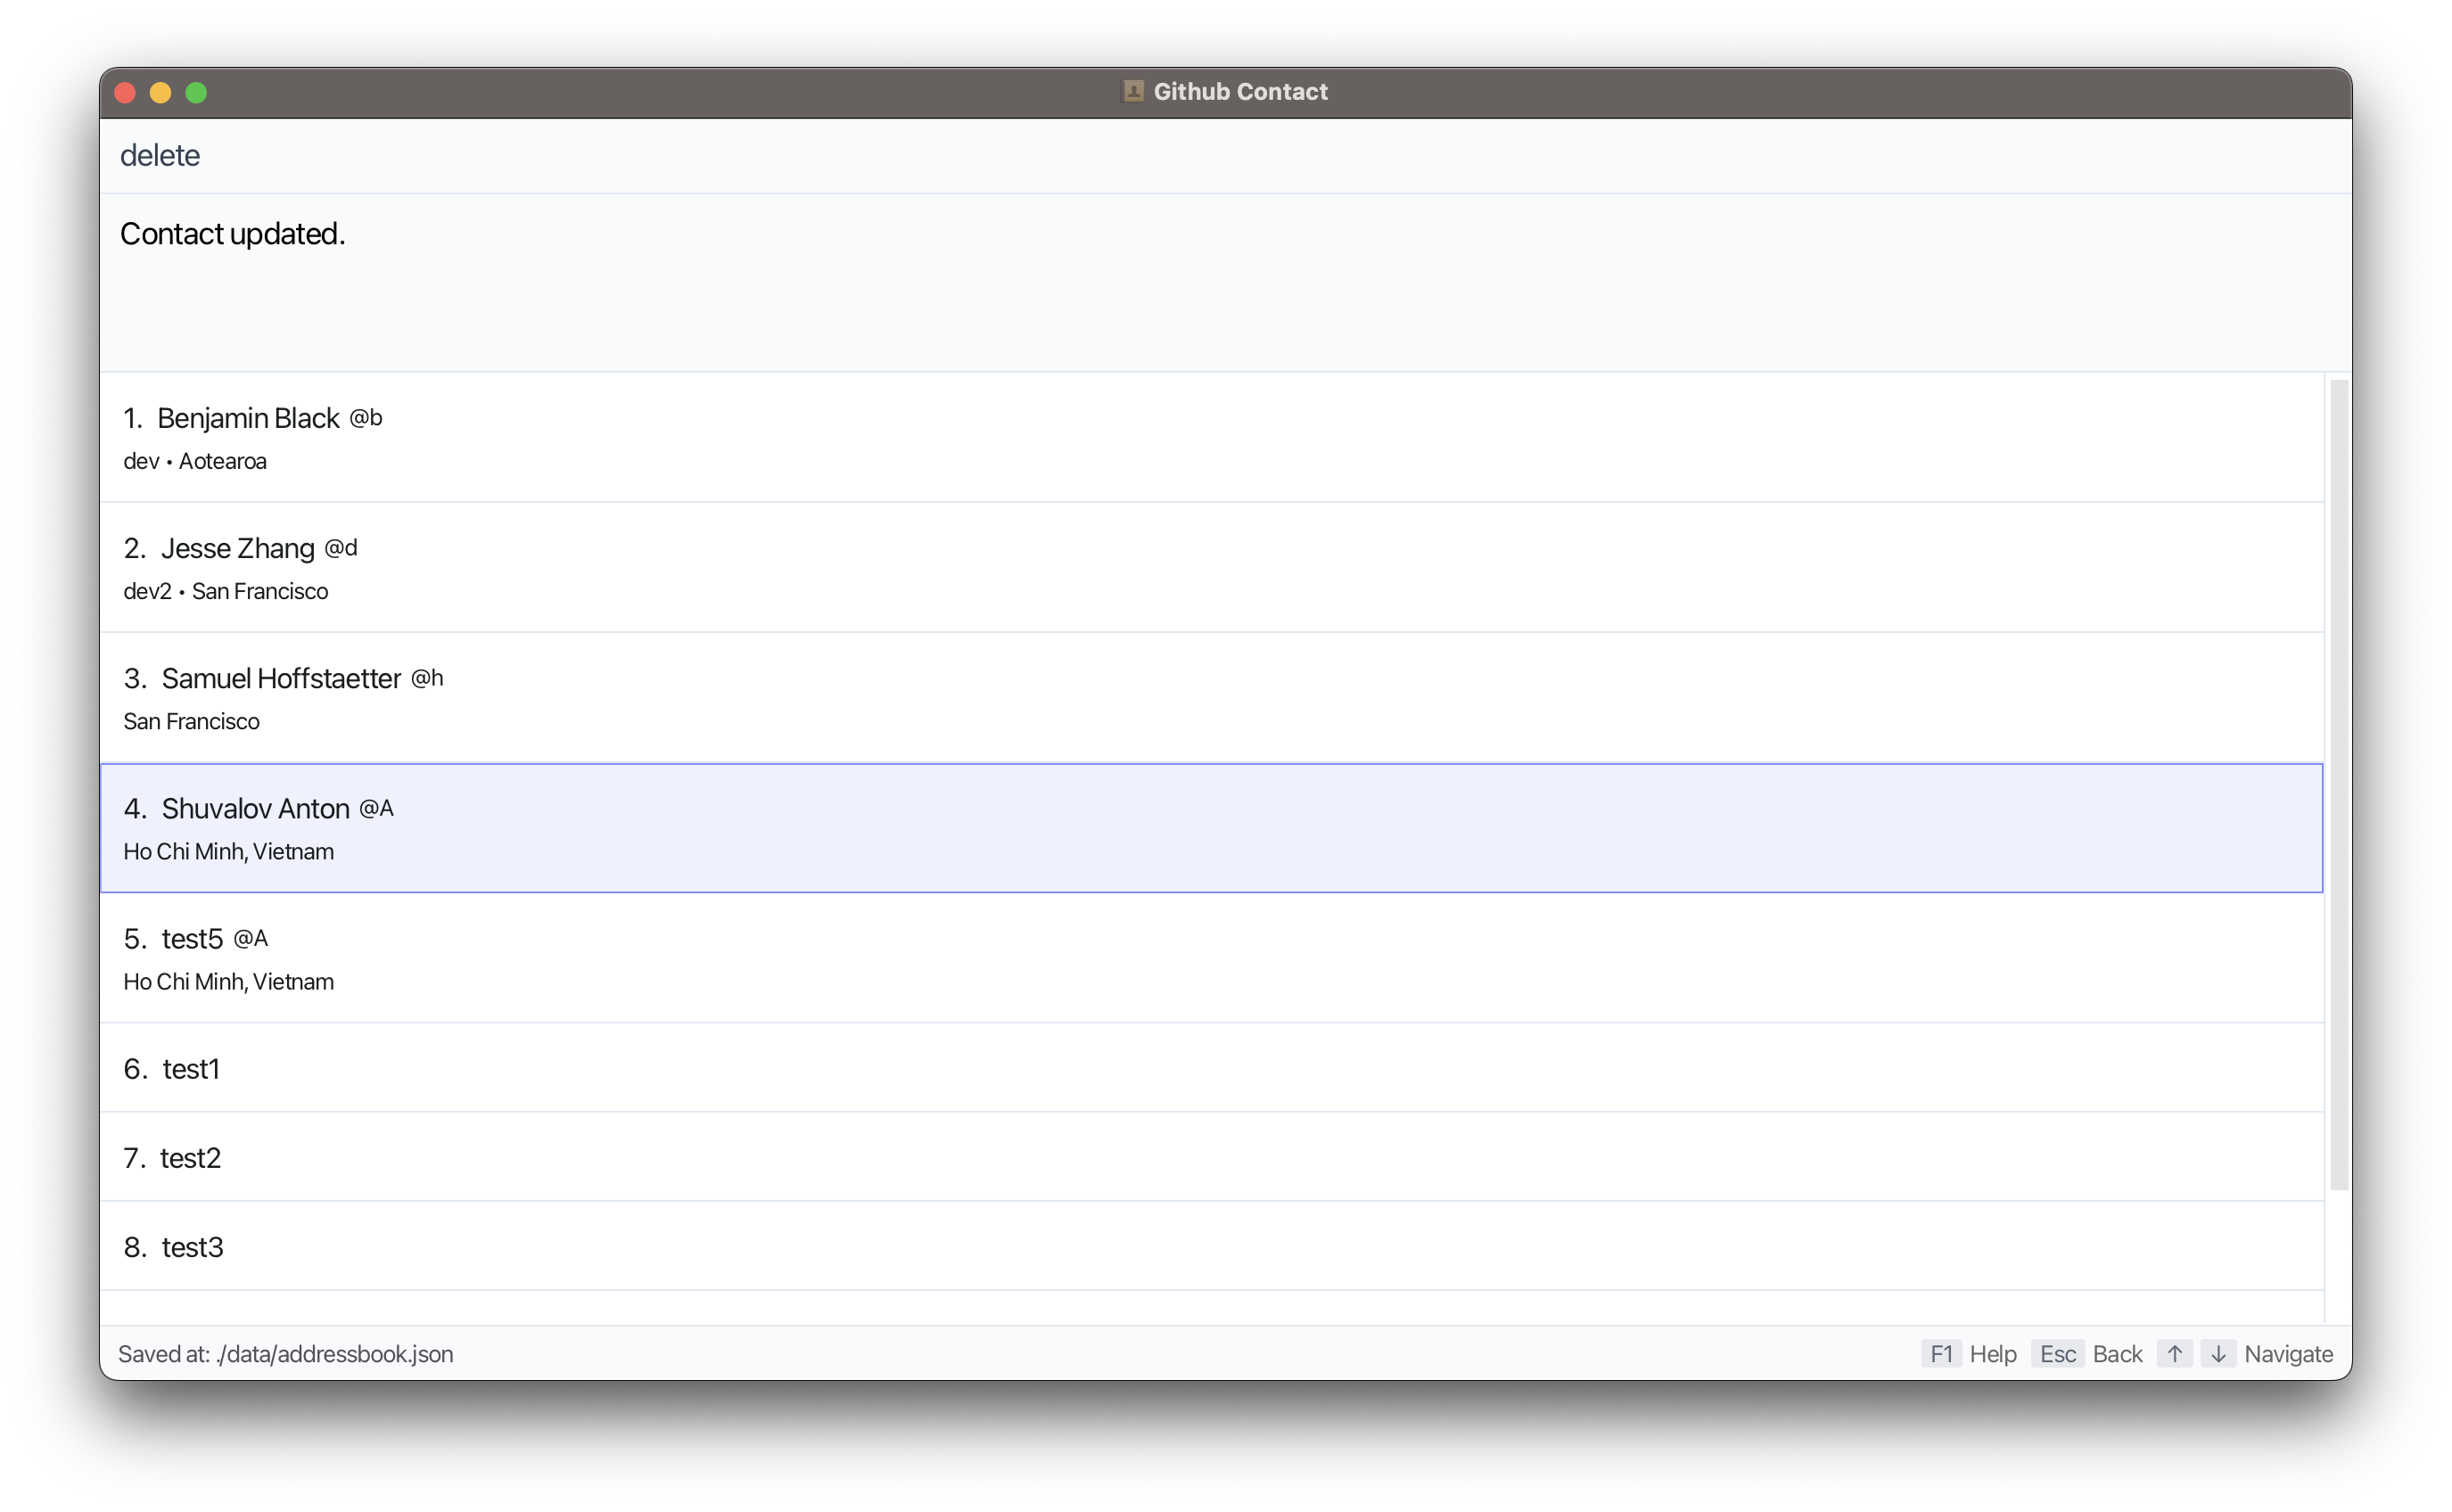 Github Contact
delete
Contact updated.
1. Benjamin Black @b
dev • Aotearoa
2. Jesse Zhang @d
dev2 • San Francisco
3. Samuel Hoffstaetter @h
San Francisco
4. Shuvalov Anton @A
Ho Chi Minh, Vietnam
5. test5 @A
Ho Chi Minh, Vietnam
6. test1
7. test2
8. test3
Saved at: ./data/addressbook.json F1 Help Esc Back ↑ ↓ Navigate